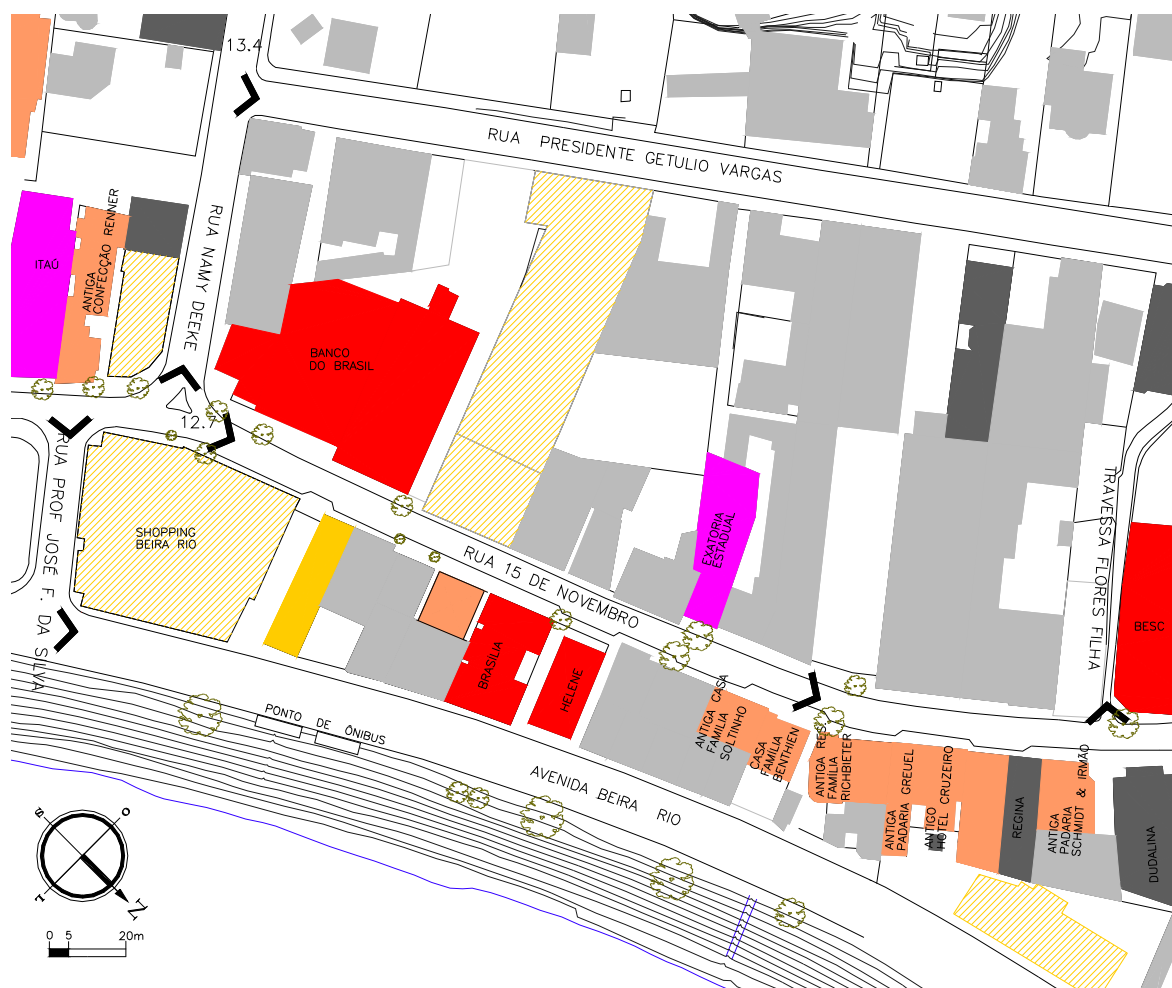 13.4
RUA PRESIDENTE GETULIO VARGAS
ITAÚ
ANTIGA
CONFECÇÃO RENNER
RUA NAMY DEEKE
BANCO
DO BRASIL
12.7
RUA PROF JOSÉ F. DA SILVA
SHOPPING
BEIRA RIO
RUA 15 DE NOVEMBRO
EXATORIA
ESTADUAL
TRAVESSA FLORES FILHA
BESC
BRASILIA
HELENE
ANTIGA CASA
FAMILIA
SOLTINHO
CASA
FAMÍLIA
BENTHIEN
ANTIGA RES
FAMÍLIA
RICHBIETER
ANTIGA
PADARIA GREUEL
ANTIGO
HOTEL CRUZEIRO
REGINA
ANTIGA
PADARIA
SCHMIDT & IRMÃO
DUDALINA
PONTO DE ÔNIBUS
AVENIDA BEIRA RIO
S
O
L
N
0 5 20m